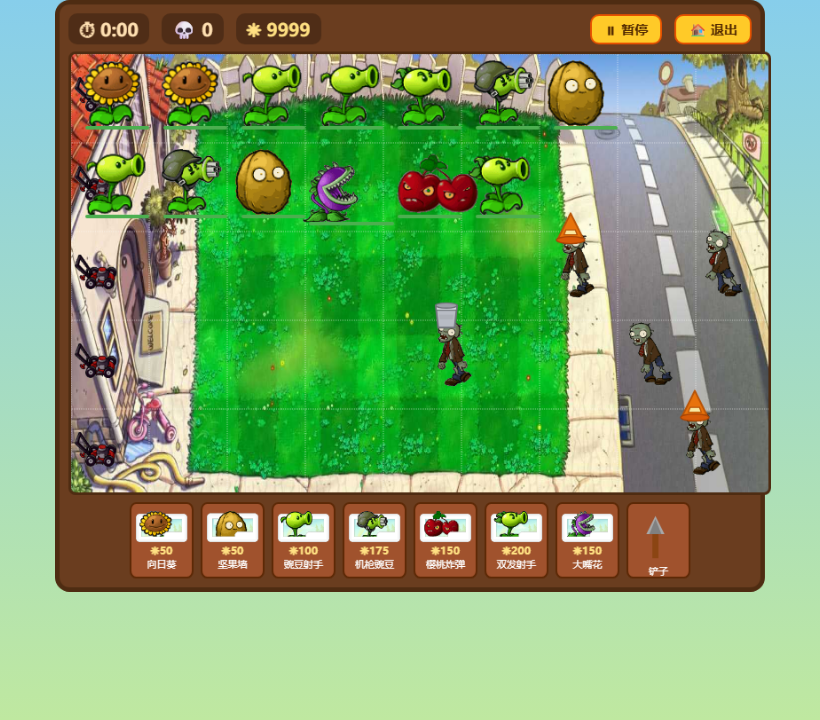 0:00
0
9999
暂停
退出
WELCOME
50
向日葵
50
坚果墙
100
豌豆射手
175
机枪豌豆
150
樱桃炸弹
200
双发射手
150
大嘴花
铲子